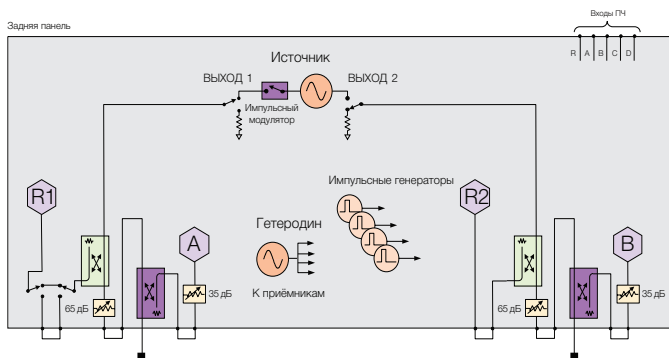 Задняя панель
Входы ПЧ
R A B C D
Источник
ВЫХОД 1
ВЫХОД 2
Импульсный
модулятор
Импульсные генераторы
R1
R2
A
B
Гетеродин
К приёмникам
65 дБ
35 дБ
65 дБ
35 дБ